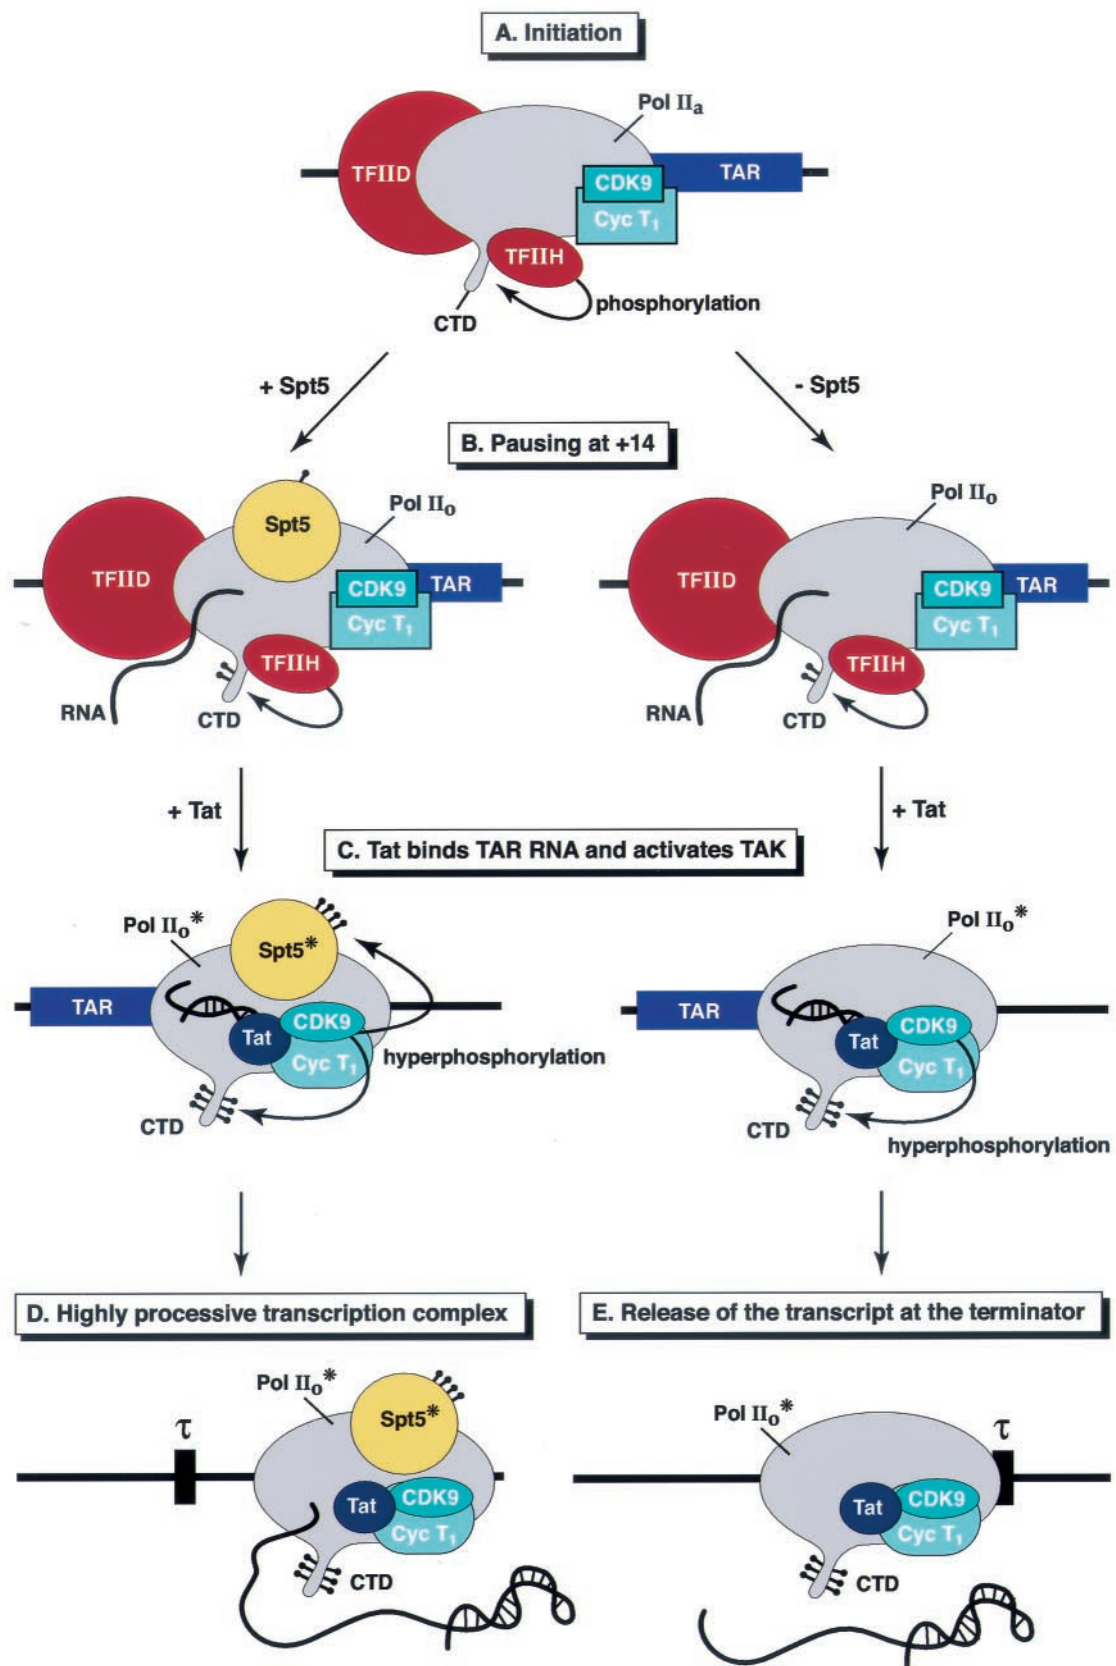 A. Initiation
Pol IIa
TFIID
CDK9
TAR
Cyc T1
TFIIH
phosphorylation
CTD
+ Spt5
- Spt5
B. Pausing at +14
Spt5
Pol IIo
TFIID
CDK9
TAR
Cyc T1
TFIIH
RNA
CTD
Pol IIo
TFIID
CDK9
TAR
Cyc T1
TFIIH
RNA
CTD
+ Tat
+ Tat
C. Tat binds TAR RNA and activates TAK
Pol IIo*
Spt5*
TAR
Tat
CDK9
Cyc T1
hyperphosphorylation
CTD
Pol IIo*
TAR
Tat
CDK9
Cyc T1
CTD
hyperphosphorylation
D. Highly processive transcription complex
E. Release of the transcript at the terminator
Pol IIo*
Spt5*
τ
Tat
CDK9
Cyc T1
CTD
Pol IIo*
τ
Tat
CDK9
Cyc T1
CTD